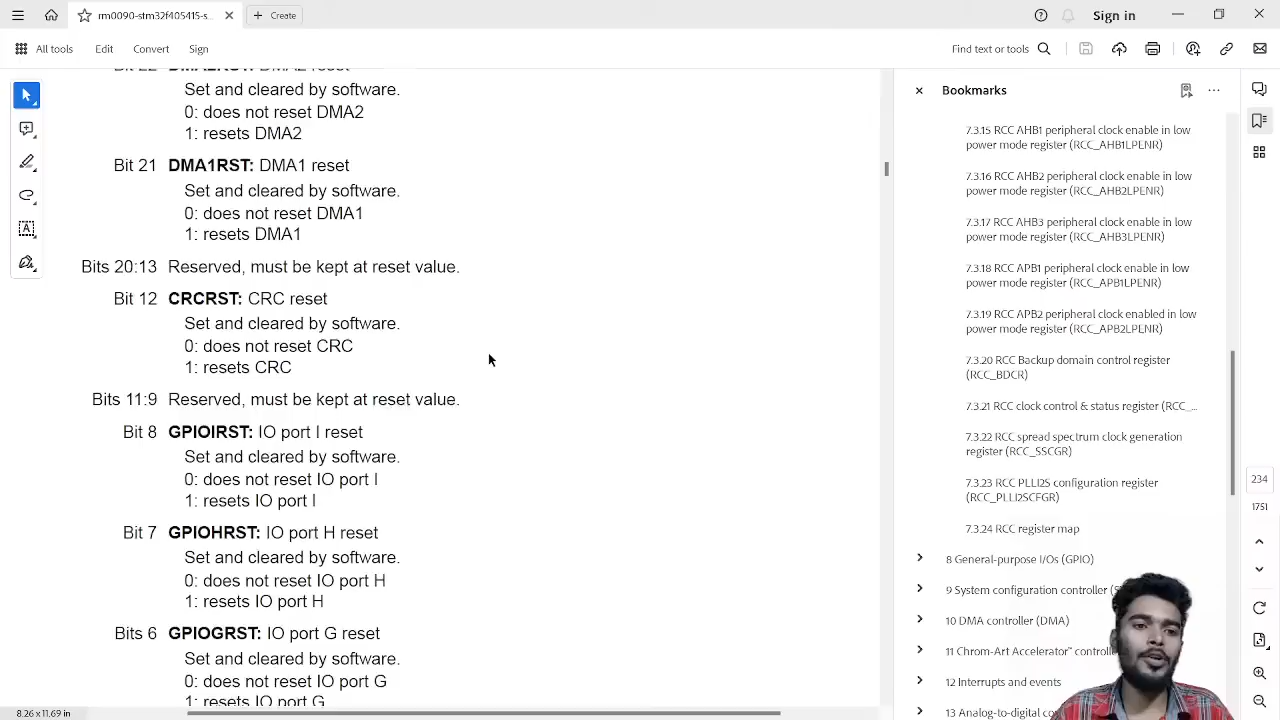 rm0090-stm32f405415-s...
Create
Sign in
All tools
Edit
Convert
Sign
Find text or tools
Set and cleared by software.
0: does not reset DMA2
1: resets DMA2
Bit 21 DMA1RST: DMA1 reset
Set and cleared by software.
0: does not reset DMA1
1: resets DMA1
Bits 20:13 Reserved, must be kept at reset value.
Bit 12 CRCRST: CRC reset
Set and cleared by software.
0: does not reset CRC
1: resets CRC
Bits 11:9 Reserved, must be kept at reset value.
Bit 8 GPIOIRST: IO port I reset
Set and cleared by software.
0: does not reset IO port I
1: resets IO port I
Bit 7 GPIOHRST: IO port H reset
Set and cleared by software.
0: does not reset IO port H
1: resets IO port H
Bits 6 GPIOGRST: IO port G reset
Set and cleared by software.
0: does not reset IO port G
1: resets IO port G
8.26 x 11.69 in
Bookmarks
7.3.15 RCC AHB1 peripheral clock enable in low
power mode register (RCC_AHB1LPENR)
7.3.16 RCC AHB2 peripheral clock enable in low
power mode register (RCC_AHB2LPENR)
7.3.17 RCC AHB3 peripheral clock enable in low
power mode register (RCC_AHB3LPENR)
7.3.18 RCC APB1 peripheral clock enable in low
power mode register (RCC_APB1LPENR)
7.3.19 RCC APB2 peripheral clock enabled in low
power mode register (RCC_APB2LPENR)
7.3.20 RCC Backup domain control register
(RCC_BDCR)
7.3.21 RCC clock control & status register (RCC_...
7.3.22 RCC spread spectrum clock generation
register (RCC_SSCGR)
7.3.23 RCC PLLI2S configuration register
(RCC_PLLI2SCFGR)
7.3.24 RCC register map
8 General-purpose I/Os (GPIO)
9 System configuration controller (S
10 DMA controller (DMA)
11 Chrom-Art Accelerator™ controlle
12 Interrupts and events
13 Analog-to-digital co
234
1751